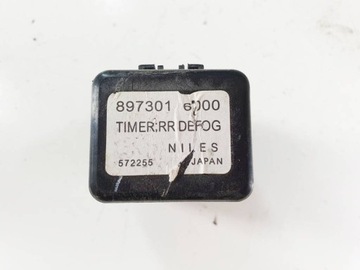 897301 6000
TIMER;RR DEFOG
NILES
572255 JAPAN